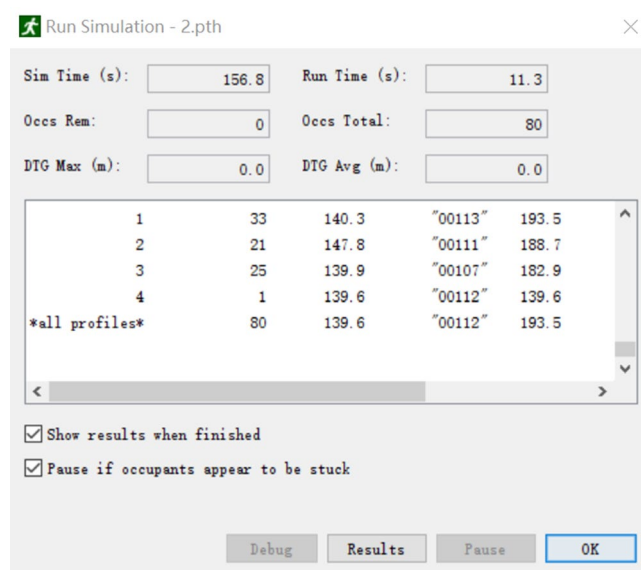 Run Simulation - 2.pth
Sim Time (s): 156.8 Run Time (s): 11.3
Occs Rem: 0 Occs Total: 80
DTG Max (m): 0.0 DTG Avg (m): 0.0
1 33 140.3 "00113" 193.5
2 21 147.8 "00111" 188.7
3 25 139.9 "00107" 182.9
4 1 139.6 "00112" 139.6
*all profiles* 80 139.6 "00112" 193.5
Show results when finished
Pause if occupants appear to be stuck
Debug Results Pause OK